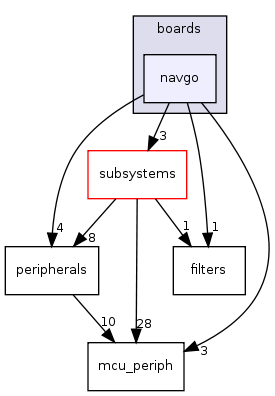 boards
navgo
3
subsystems
4
8
1
1
peripherals
filters
10
28
3
mcu_periph